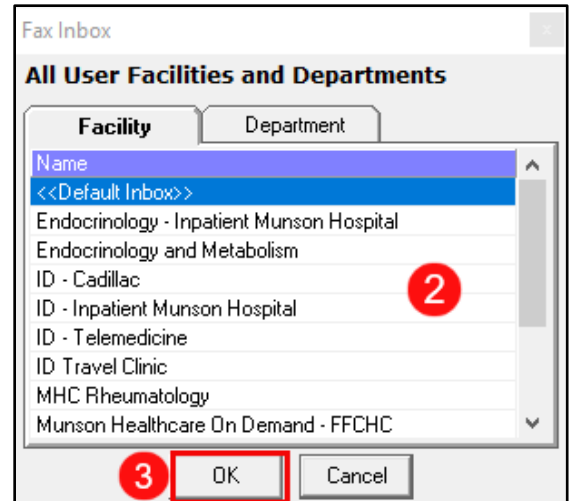 Fax Inbox
x
All User Facilities and Departments
Facility Department
Name
<<Default Inbox>>
Endocrinology - Inpatient Munson Hospital
Endocrinology and Metabolism
ID - Cadillac
2
ID - Inpatient Munson Hospital
ID - Telemedicine
ID Travel Clinic
MHC Rheumatology
Munson Healthcare On Demand - FFCHC
3 OK Cancel